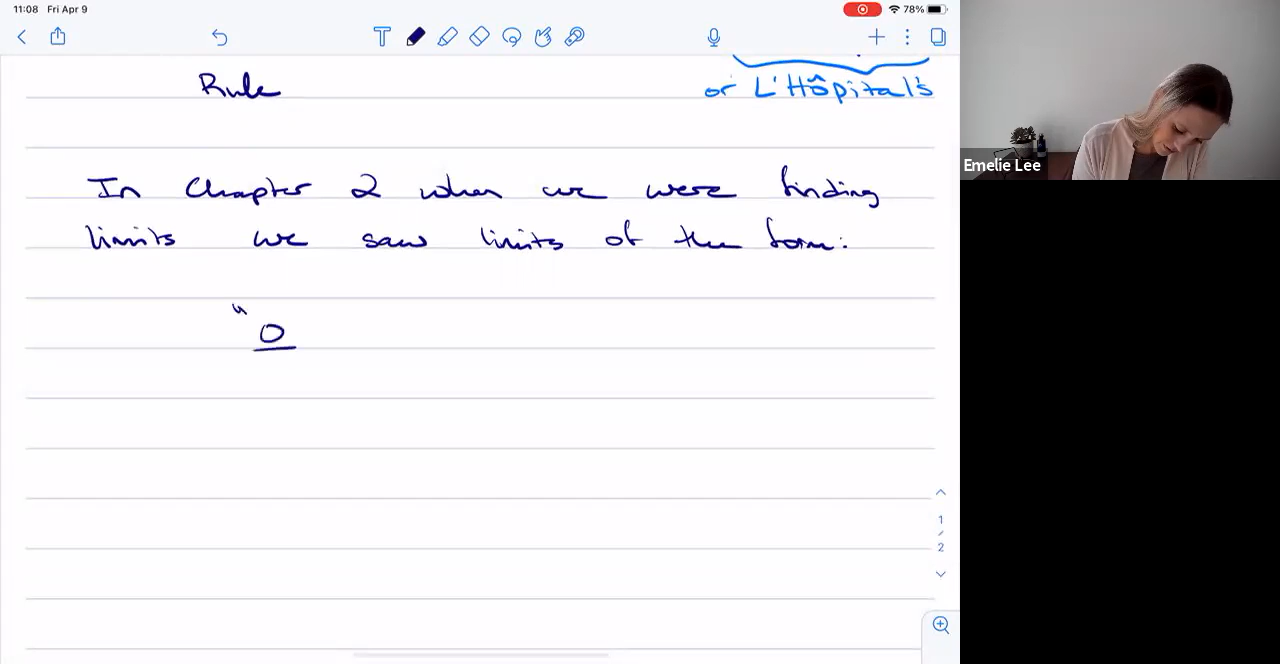 11:08 Fri Apr 9
78%
Rule
or L'Hôpital's
In Chapter 2 when we were finding
limits we saw limits of the form:
"0
1
2
Emelie Lee